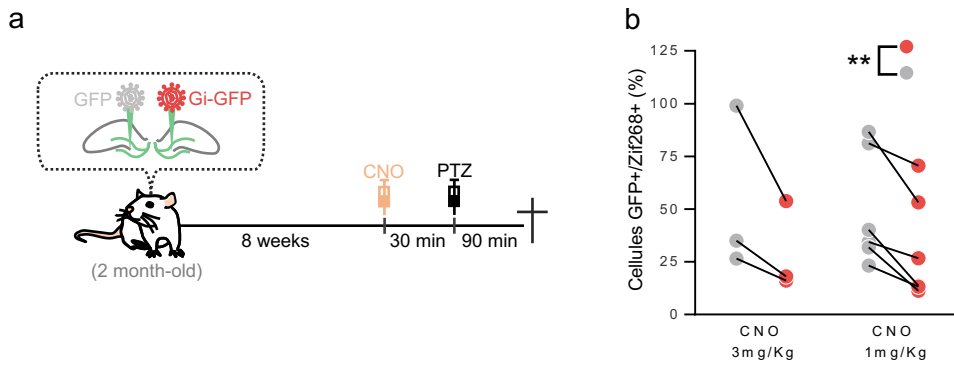 a
GFP
Gi-GFP
CNO
PTZ
8 weeks
30 min
90 min
(2 month-old)
b
Cellules GFP+/Zif268+ (%)
125
100
75
50
25
0
**
CNO
3mg/Kg
CNO
1mg/Kg